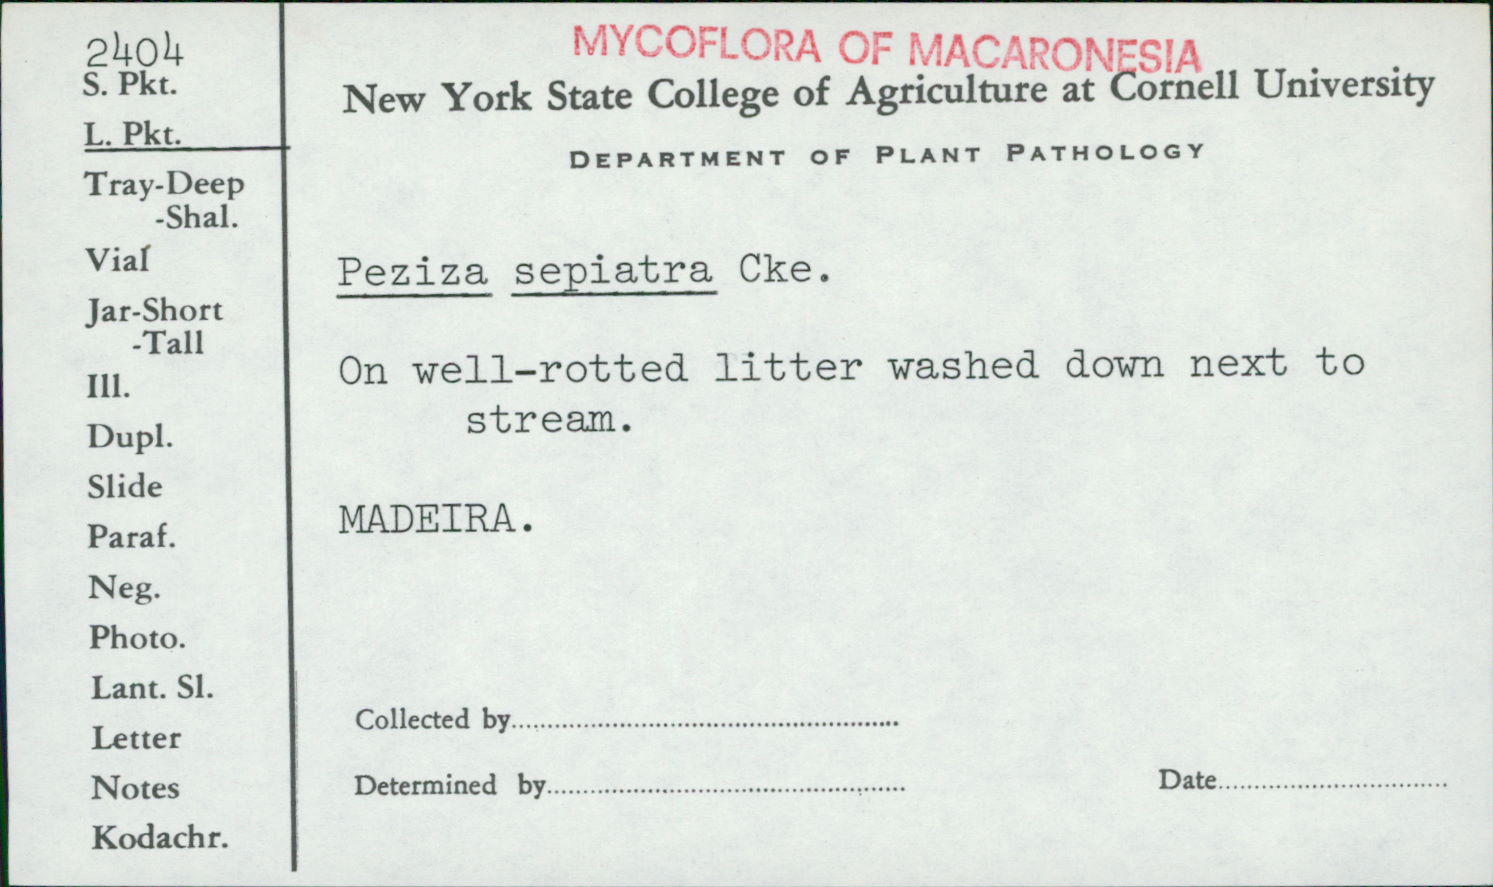 2404
S. Pkt.
L. Pkt.
Tray-Deep
-Shal.
Vial
Jar-Short
-Tall
Ill.
Dupl.
Slide
Paraf.
Neg.
Photo.
Lant. Sl.
Letter
Notes
Kodachr.
MYCOFLORA OF MACARONESIA
New York State College of Agriculture at Cornell University
DEPARTMENT OF PLANT PATHOLOGY
Peziza sepiatra Cke.
On well-rotted litter washed down next to
stream.
MADEIRA.
Collected by
Determined by
Date